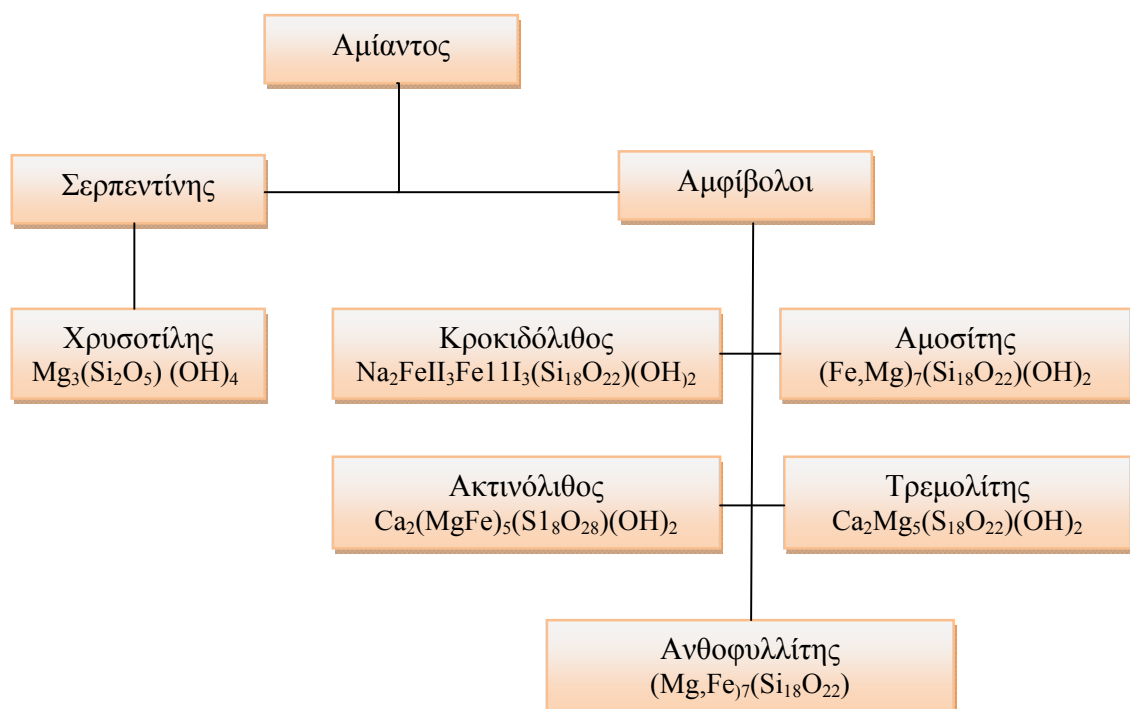 Αμίαντος
Σερπεντίνης
Αμφίβολοι
Χρυσοτίλης
Mg₃(Si₂O₅) (OH)₄
Κροκιδόλιθος
Na₂FeII₃Fe11I₃(Si₁₈O₂₂)(OH₎₂
Αμοσίτης
(Fe,Mg)₇(Si₁₈O₂₂)(OH)₂
Ακτινόλιθος
Ca₂(MgFe)₅(S1₈O₂₈)(OH)₂
Τρεμολίτης
Ca₂Mg₅(S₁₈O₂₂)(OH)₂
Ανθοφυλλίτης
(Mg,Fe₎₇(Si₁₈O₂₂)